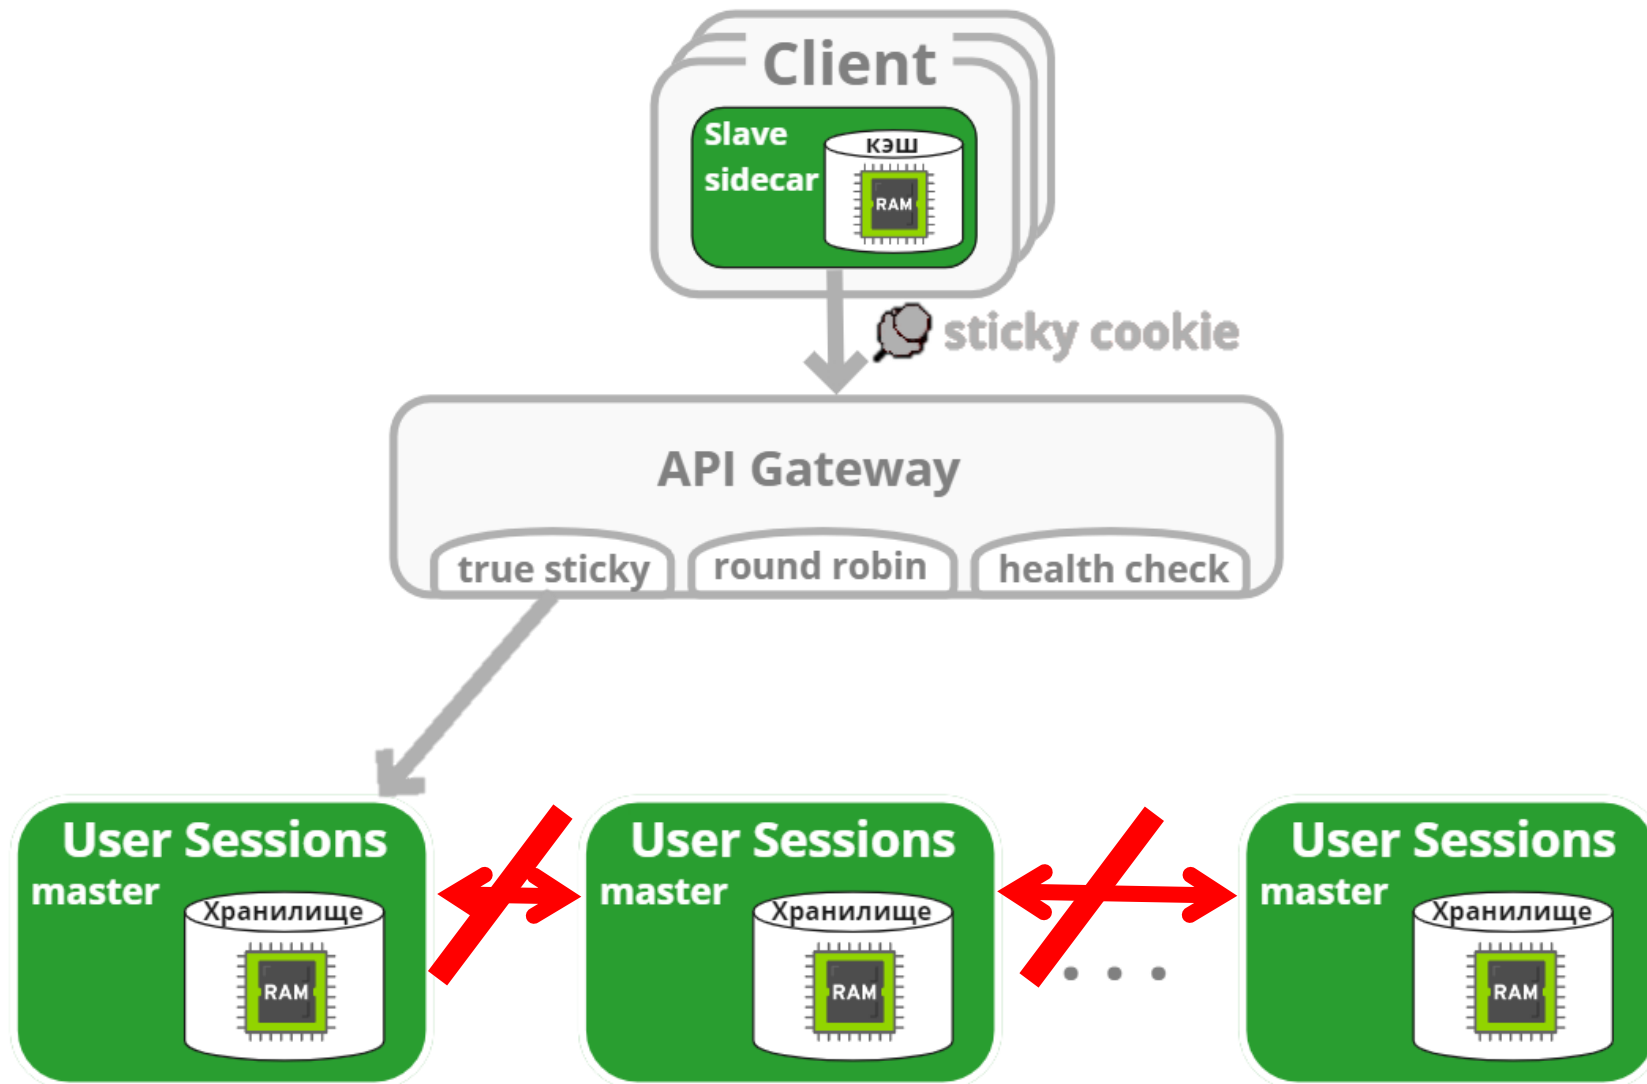 Client
Slave
sidecar
кэш
RAM
sticky cookie
API Gateway
true sticky
round robin
health check
User Sessions
master
Хранилище
RAM
User Sessions
master
Хранилище
RAM
. . .
User Sessions
master
Хранилище
RAM